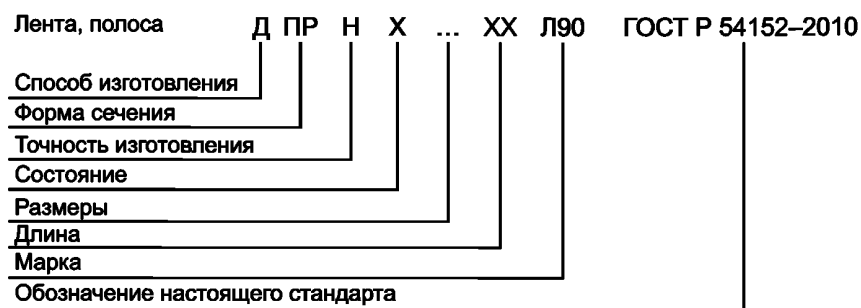 Лента, полоса Д ПР Н Х ... ХХ Л90 ГОСТ Р 54152–2010
Способ изготовления
Форма сечения
Точность изготовления
Состояние
Размеры
Длина
Марка
Обозначение настоящего стандарта